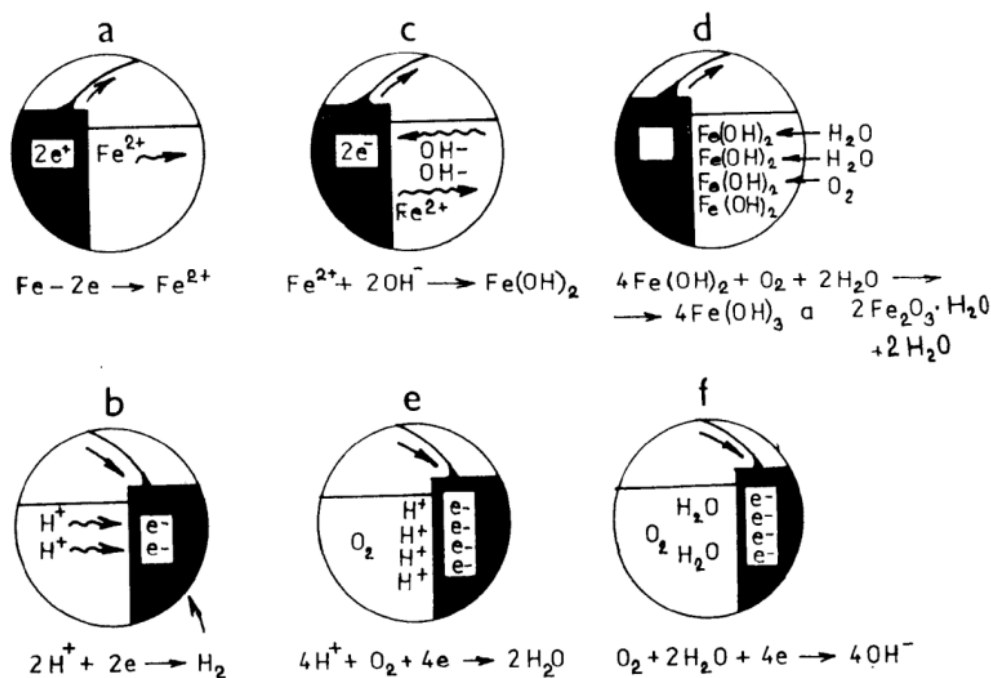 a
2e⁺ Fe²⁺
Fe – 2e → Fe²⁺
c
2e⁻ OH–
OH–
Fe²⁺
Fe²⁺ + 2OH⁻ → Fe(OH)₂
d
Fe(OH)₂ ← H₂O
Fe(OH)₂ ← H₂O
Fe(OH)₂ ← O₂
Fe(OH)₂
4Fe(OH)₂ + O₂ + 2H₂O →
→ 4Fe(OH)₃ a 2Fe₂O₃·H₂O
+2H₂O
b
H⁺ e–
H⁺ e–
2H⁺ + 2e → H₂
e
O₂
H⁺ e–
H⁺ e–
H⁺ e–
H⁺ e–
4H⁺ + O₂ + 4e → 2H₂O
f
O₂
H₂O
H₂O
e–
e–
e–
e–
O₂ + 2H₂O + 4e → 4OH⁻